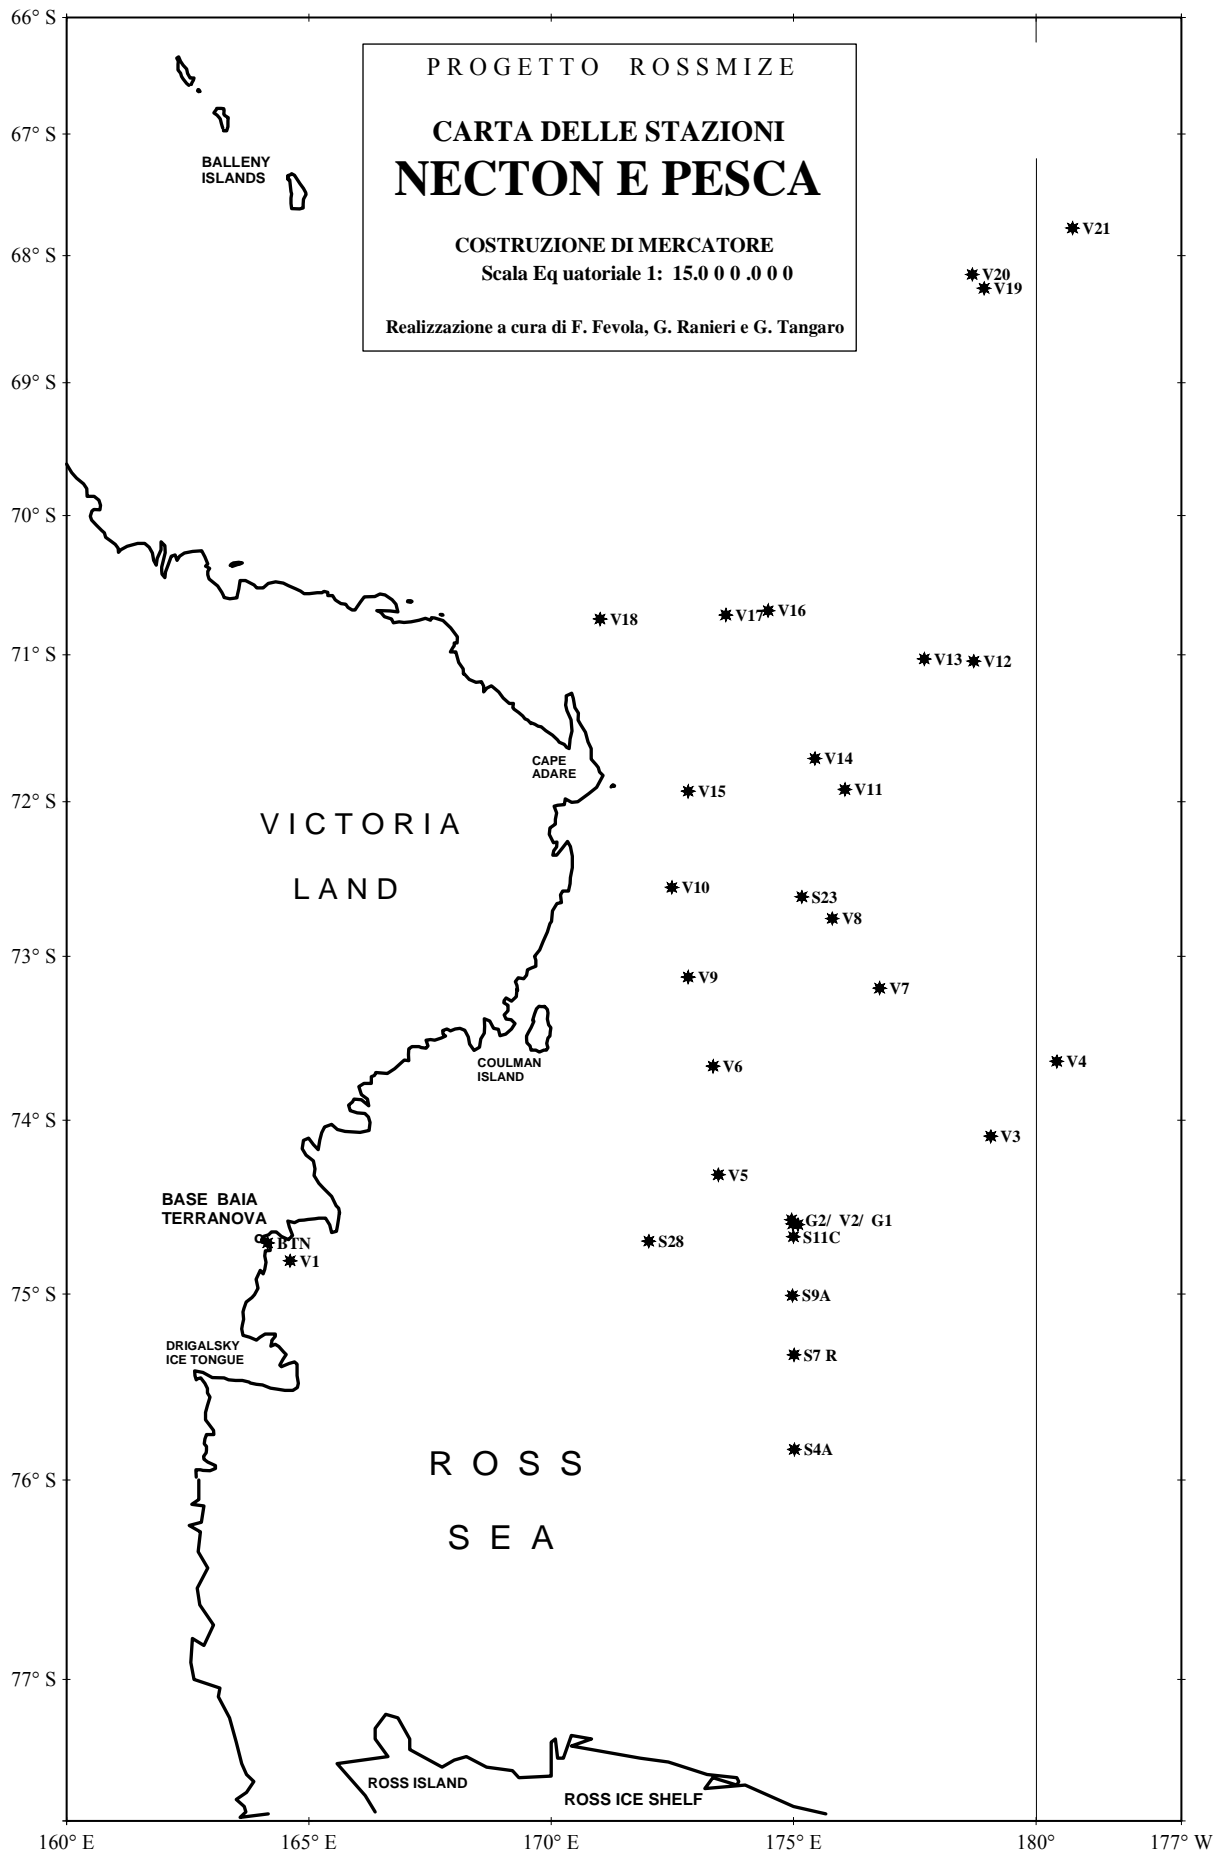 66° S
PROGETTO ROSSMIZE
CARTA DELLE STAZIONI
NECTON E PESCA
COSTRUZIONE DI MERCATORE
Scala Eq uatoriale 1: 15.0 0 0 .0 0 0
Realizzazione a cura di F. Fevola, G. Ranieri e G. Tangaro
67° S
BALLENY
ISLANDS
V21
68° S
V20
V19
69° S
70° S
V18
V17
V16
71° S
V13
V12
CAPE
ADARE
V14
V15
V11
72° S
VICTORIA
LAND
V10
S23
V8
73° S
V9
V7
COULMAN
ISLAND
V6
V4
74° S
V3
V5
BASE BAIA
TERRANOVA
G2/ V2/ G1
S11C
BTN
S28
V1
75° S
S9A
DRIGALSKY
ICE TONGUE
S7 R
S4A
ROSS
SEA
76° S
77° S
ROSS ISLAND
ROSS ICE SHELF
160° E
165° E
170° E
175° E
180°
177° W